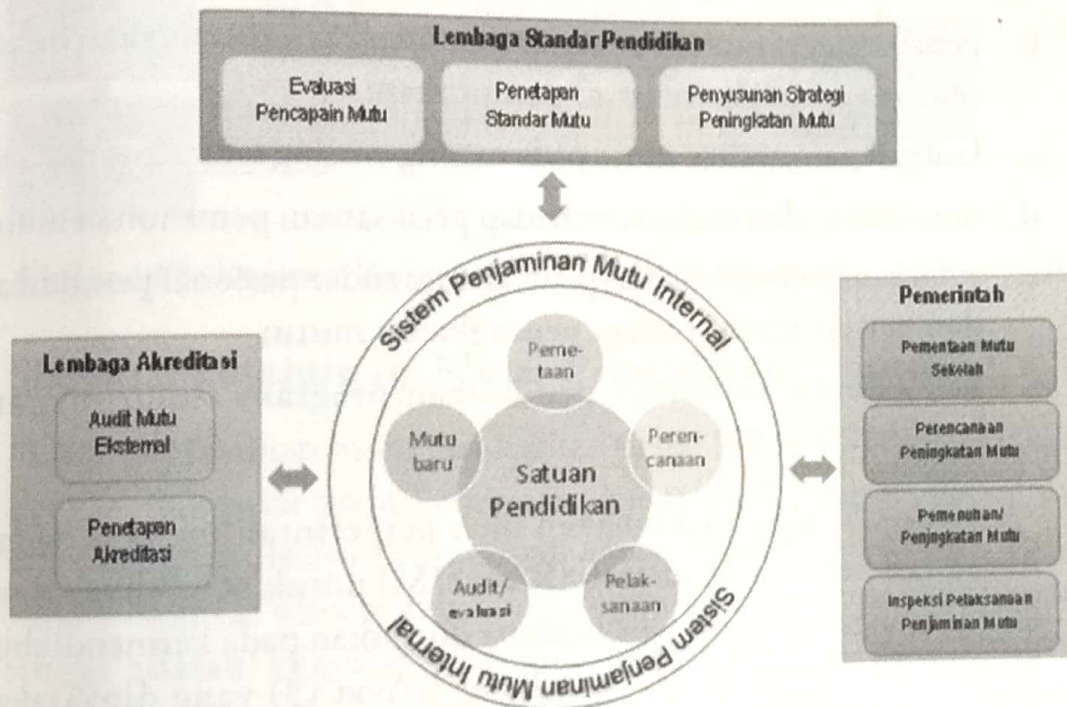 Lembaga Standar Pendidikan
Evaluasi
Pencapain Mutu
Penetapan
Standar Mutu
Penyusunan Strategi
Peningkatan Mutu
Sistem Penjaminan Mutu Internal
Peme-
taan
Peren-
canaan
Pelak-
sanaan
Audit/
evaluasi
Mutu
baru
Satuan
Pendidikan
Sistem Penjaminan Mutu Internal
Lembaga Akreditasi
Audit Mutu
Eksternal
Penetapan
Akreditasi
Pemerintah
Pementaan Mutu
Sekolah
Perencanaan
Peningkatan Mutu
Pemenuhan/
Peningkatan Mutu
Inspeksi Pelaksanaan
Penjaminan Mutu